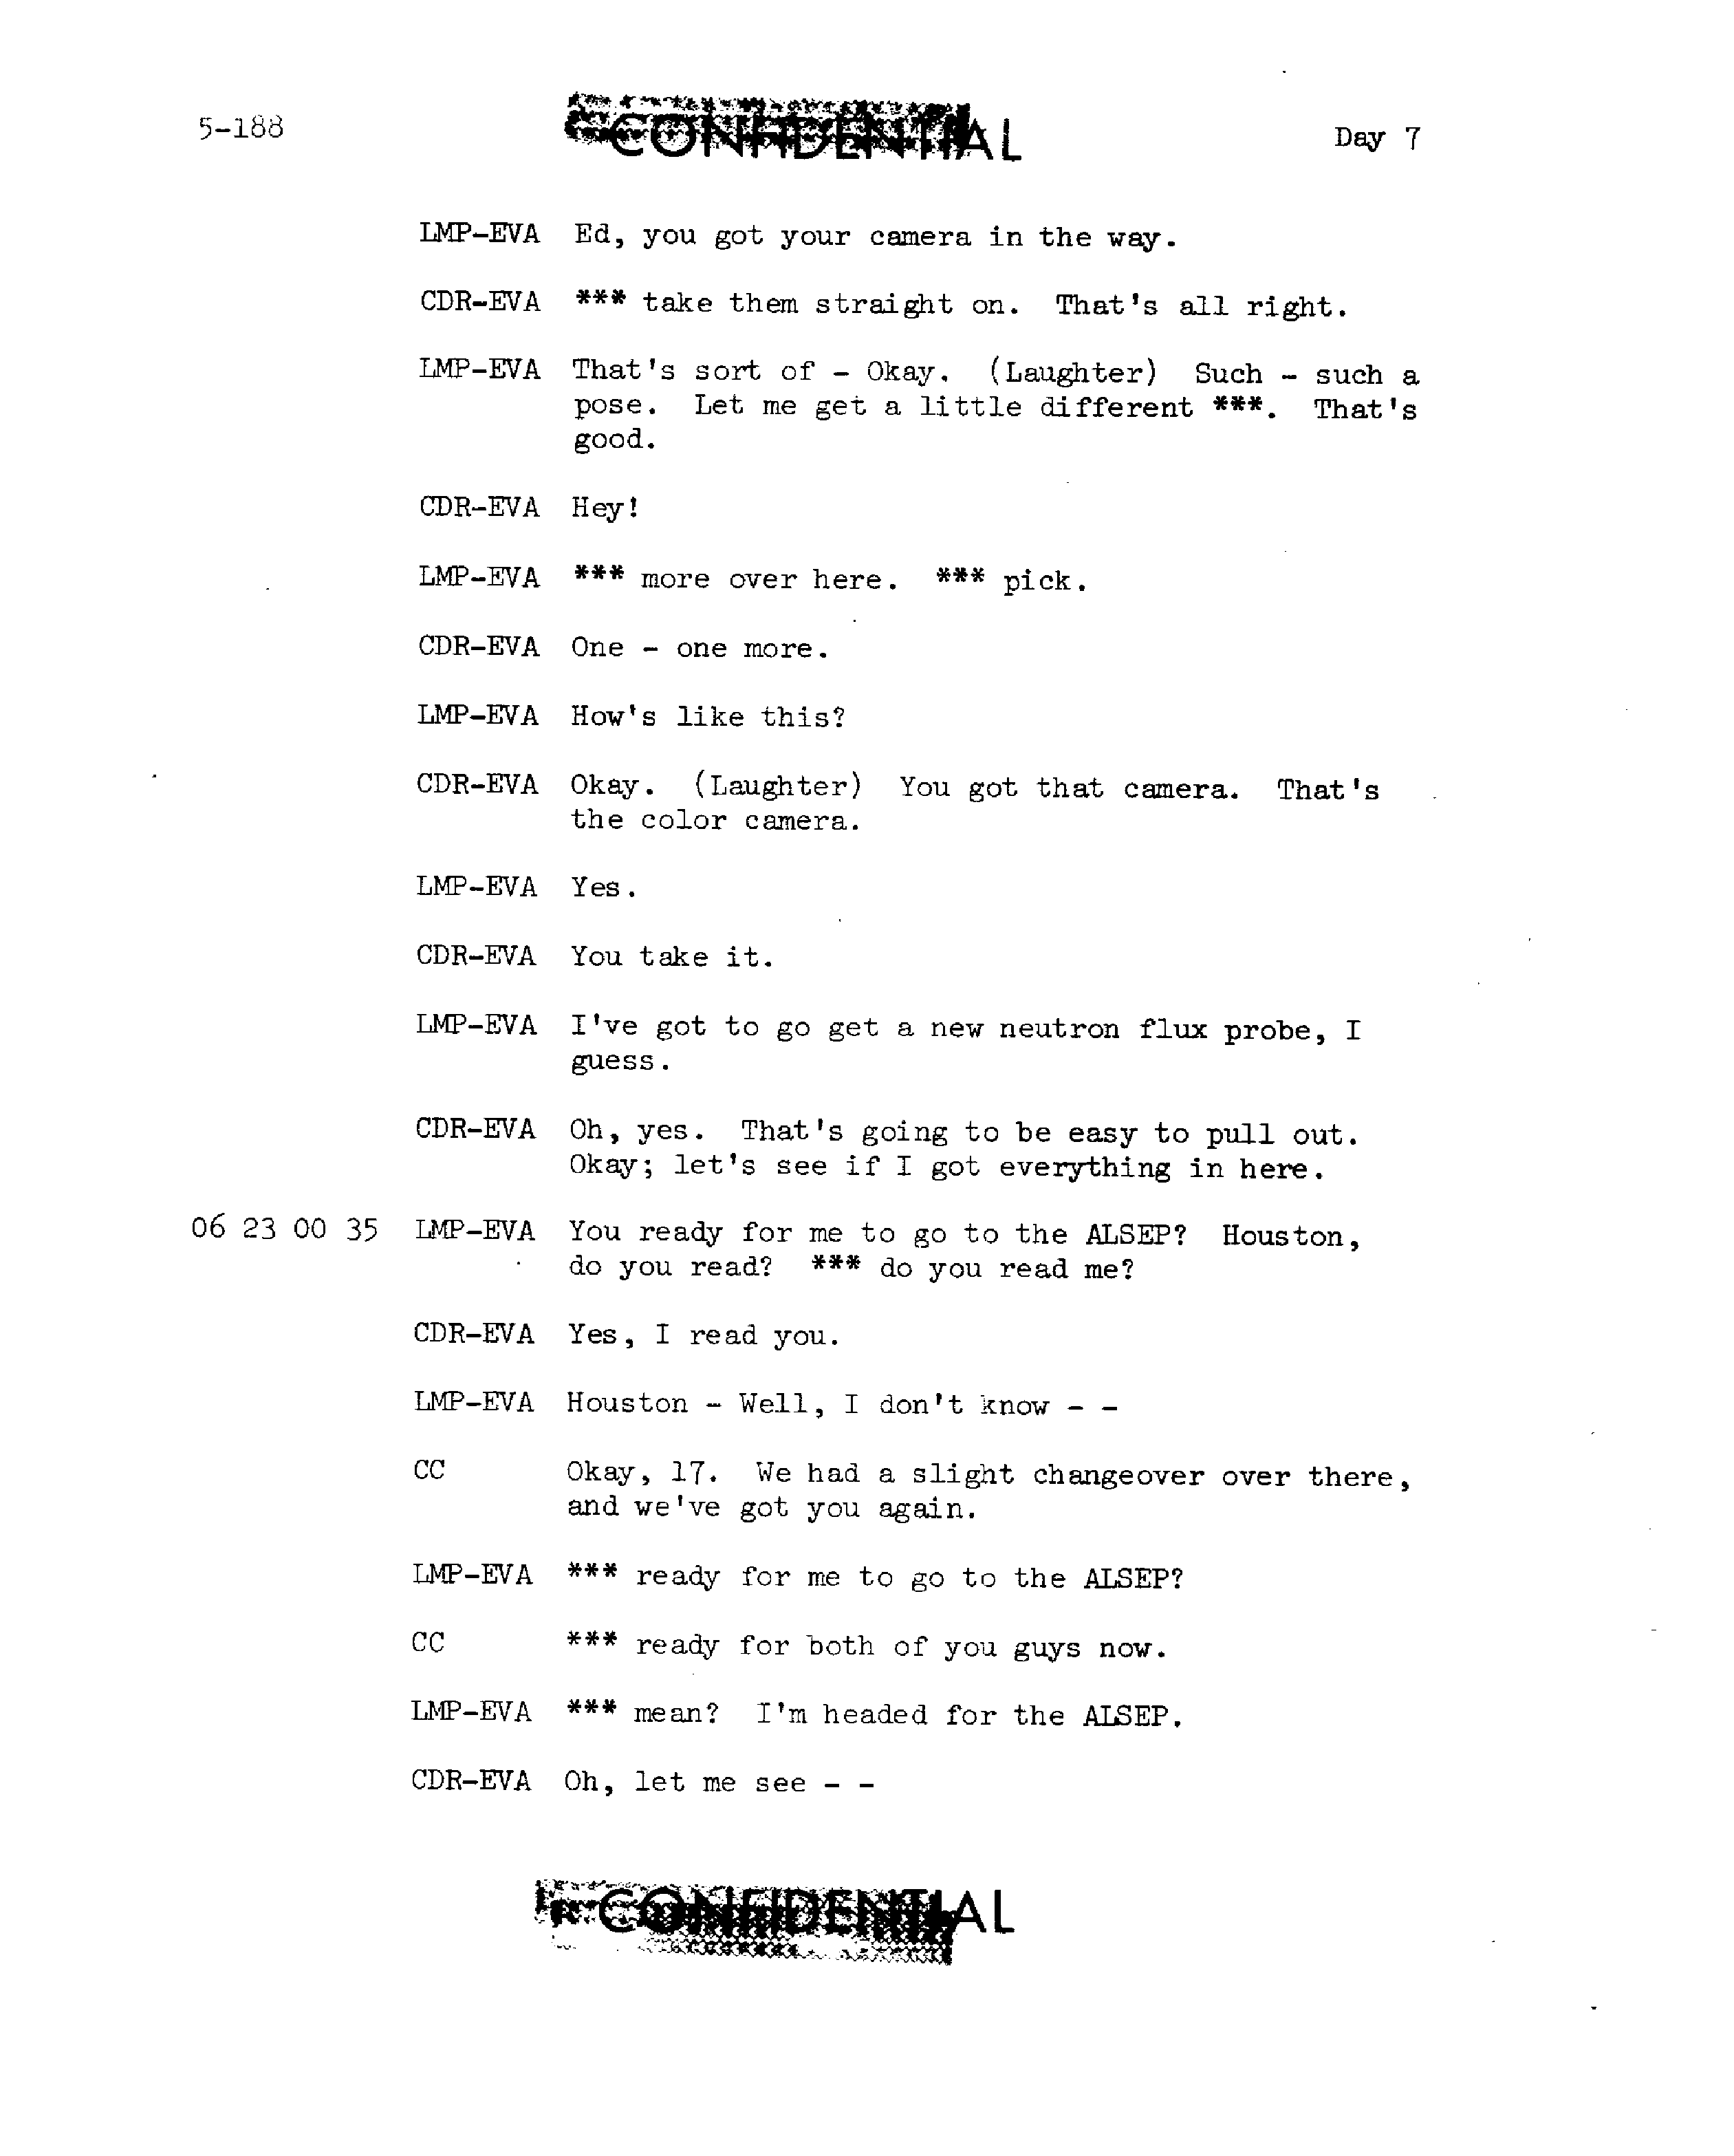 5-188
CONFIDENTIAL
Day 7
LMP-EVA Ed, you got your camera in the way.
CDR-EVA *** take them straight on. That's all right.
LMP-EVA That's sort of - Okay. (Laughter) Such - such a
pose. Let me get a little different ***. That's
good.
CDR-EVA Hey!
LMP-EVA *** more over here. *** pick.
CDR-EVA One - one more.
LMP-EVA How's like this?
CDR-EVA Okay. (Laughter) You got that camera. That's
the color camera.
LMP-EVA Yes.
CDR-EVA You take it.
LMP-EVA I've got to go get a new neutron flux probe, I
guess.
CDR-EVA Oh, yes. That's going to be easy to pull out.
Okay; let's see if I got everything in here.
06 23 00 35 LMP-EVA You ready for me to go to the ALSEP? Houston,
do you read? *** do you read me?
CDR-EVA Yes, I read you.
LMP-EVA Houston - Well, I don't know - -
CC Okay, 17. We had a slight changeover over there,
and we've got you again.
LMP-EVA *** ready for me to go to the ALSEP?
CC *** ready for both of you guys now.
LMP-EVA *** mean? I'm headed for the ALSEP.
CDR-EVA Oh, let me see - -
CONFIDENTIAL